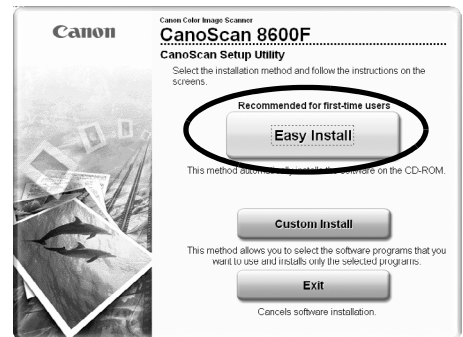 Canon
Canon Color Image Scanner
CanoScan 8600F
CanoScan Setup Utility
Select the installation method and follow the instructions on the
screens.
Recommended for first-time users
Easy Install
This method automatically installs the software on the CD-ROM.
Custom Install
This method allows you to select the software programs that you
want to use and installs only the selected programs.
Exit
Cancels software installation.